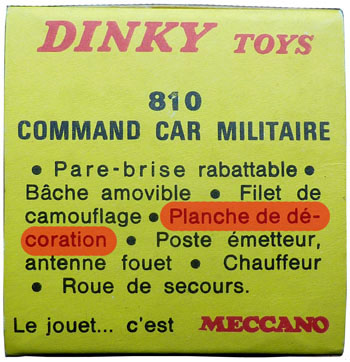 DINKY TOYS
810
COMMAND CAR MILITAIRE
• Pare-brise rabattable •
Bâche amovible • Filet de
camouflage • Planche de dé-
coration • Poste émetteur,
antenne fouet • Chauffeur
• Roue de secours.
Le jouet... c'est MECCANO